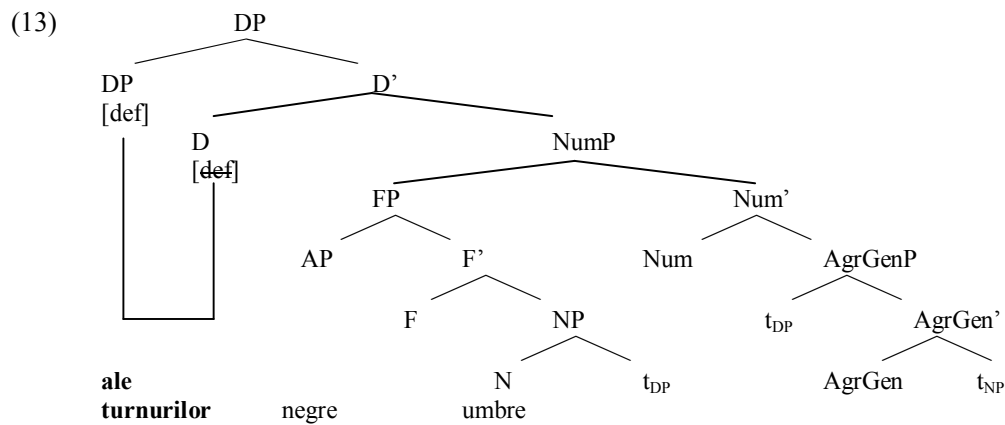 (13) DP
DP D’
[def]
D NumP
[def]
FP Num’
AP F’ Num AgrGenP
F NP tDP AgrGen’
ale N tDP AgrGen tNP
turnurilor negre umbre